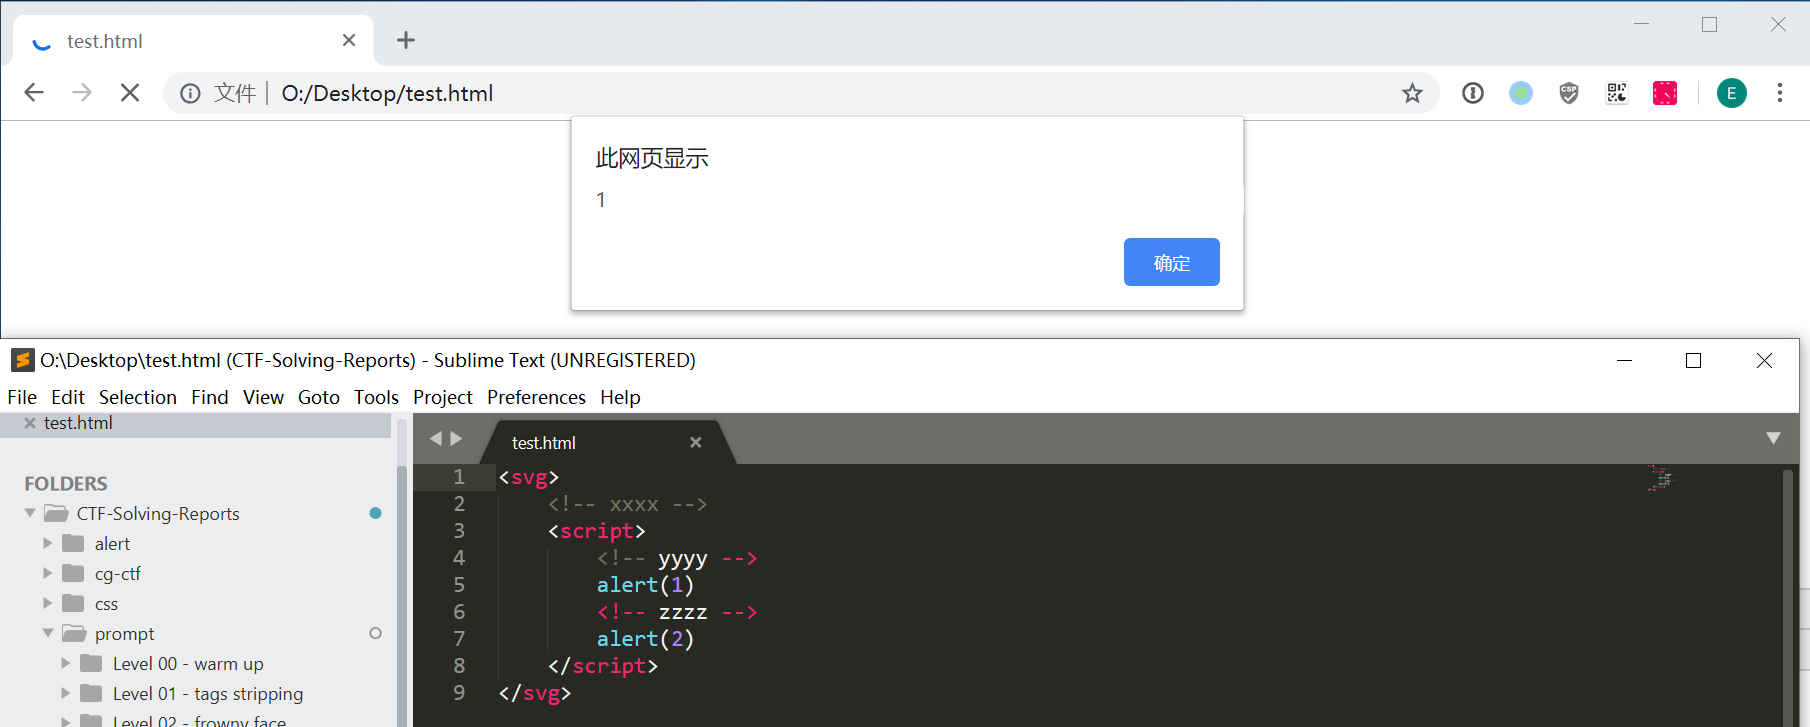 test.html
文件 | O:/Desktop/test.html
CSP
E
此网页显示
1
确定
O:\Desktop\test.html (CTF-Solving-Reports) - Sublime Text (UNREGISTERED)
File Edit Selection Find View Goto Tools Project Preferences Help
test.html
FOLDERS
CTF-Solving-Reports
alert
cg-ctf
css
prompt
Level 00 - warm up
Level 01 - tags stripping
Level 02 - frowny face
test.html
1 <svg>
2 <!-- xxxx -->
3 <script>
4 <!-- yyyy -->
5 alert(1)
6 <!-- zzzz -->
7 alert(2)
8 </script>
9 </svg>